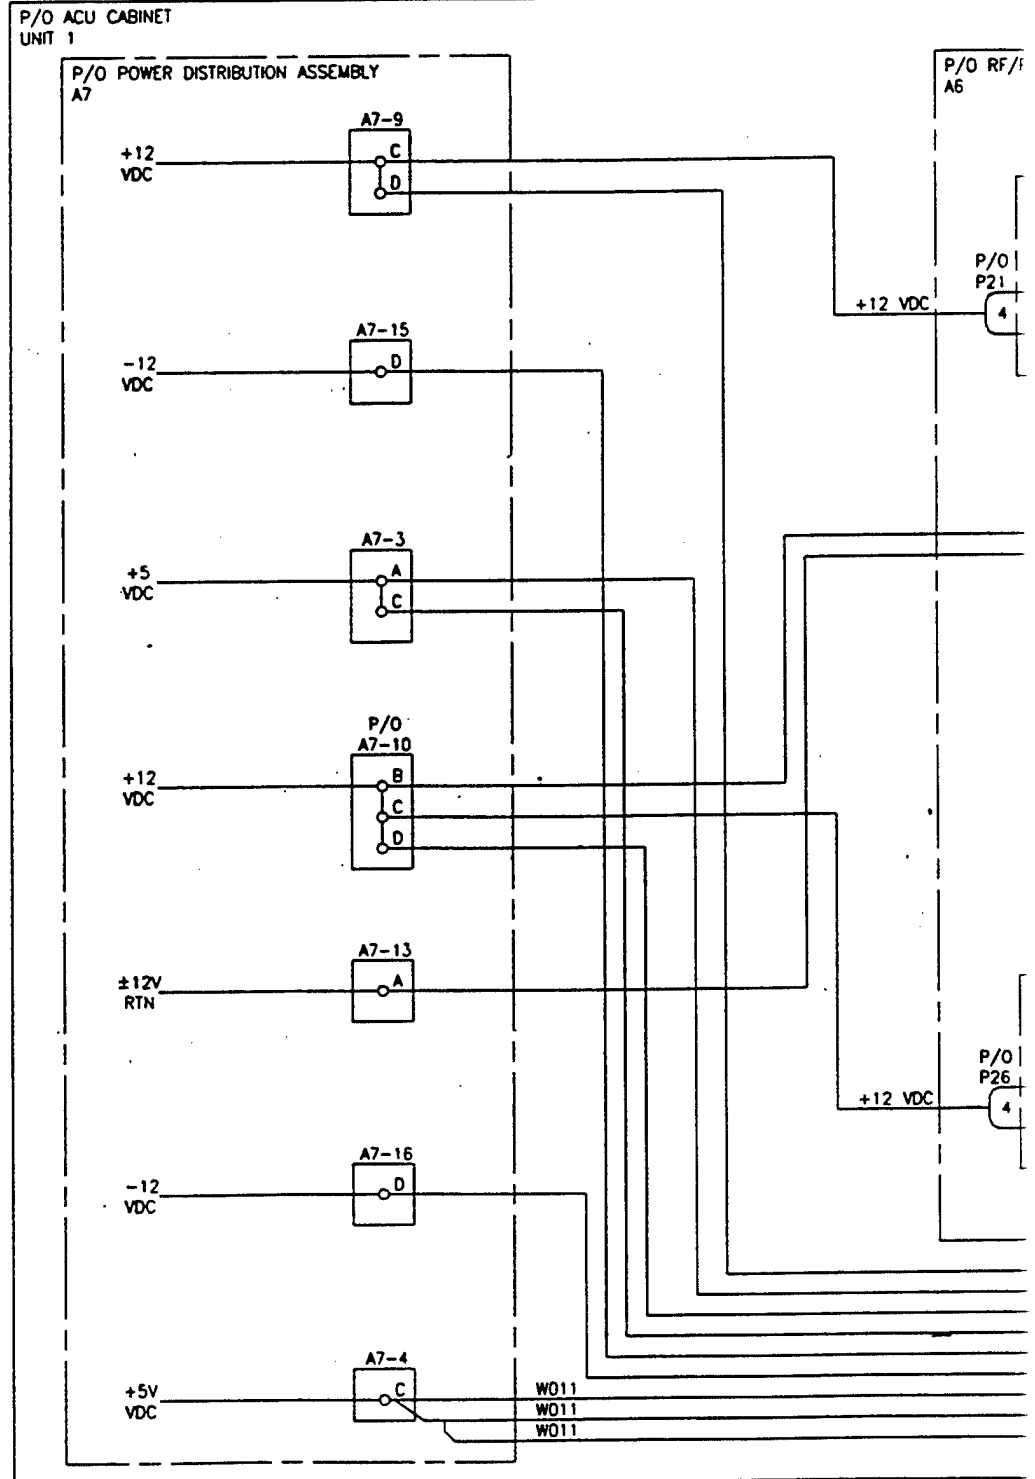 P/O ACU CABINET
UNIT 1
P/O POWER DISTRIBUTION ASSEMBLY
A7
P/O RF/
A6
A7-9
+12
VDC
C
D
P/O
P21
+12 VDC
4
A7-15
-12
VDC
D
A7-3
+5
VDC
A
C
P/O
A7-10
+12
VDC
B
C
D
A7-13
±12V
RTN
A
P/O
P26
+12 VDC
4
A7-16
-12
VDC
D
A7-4
+5V
VDC
C
W011
W011
W011